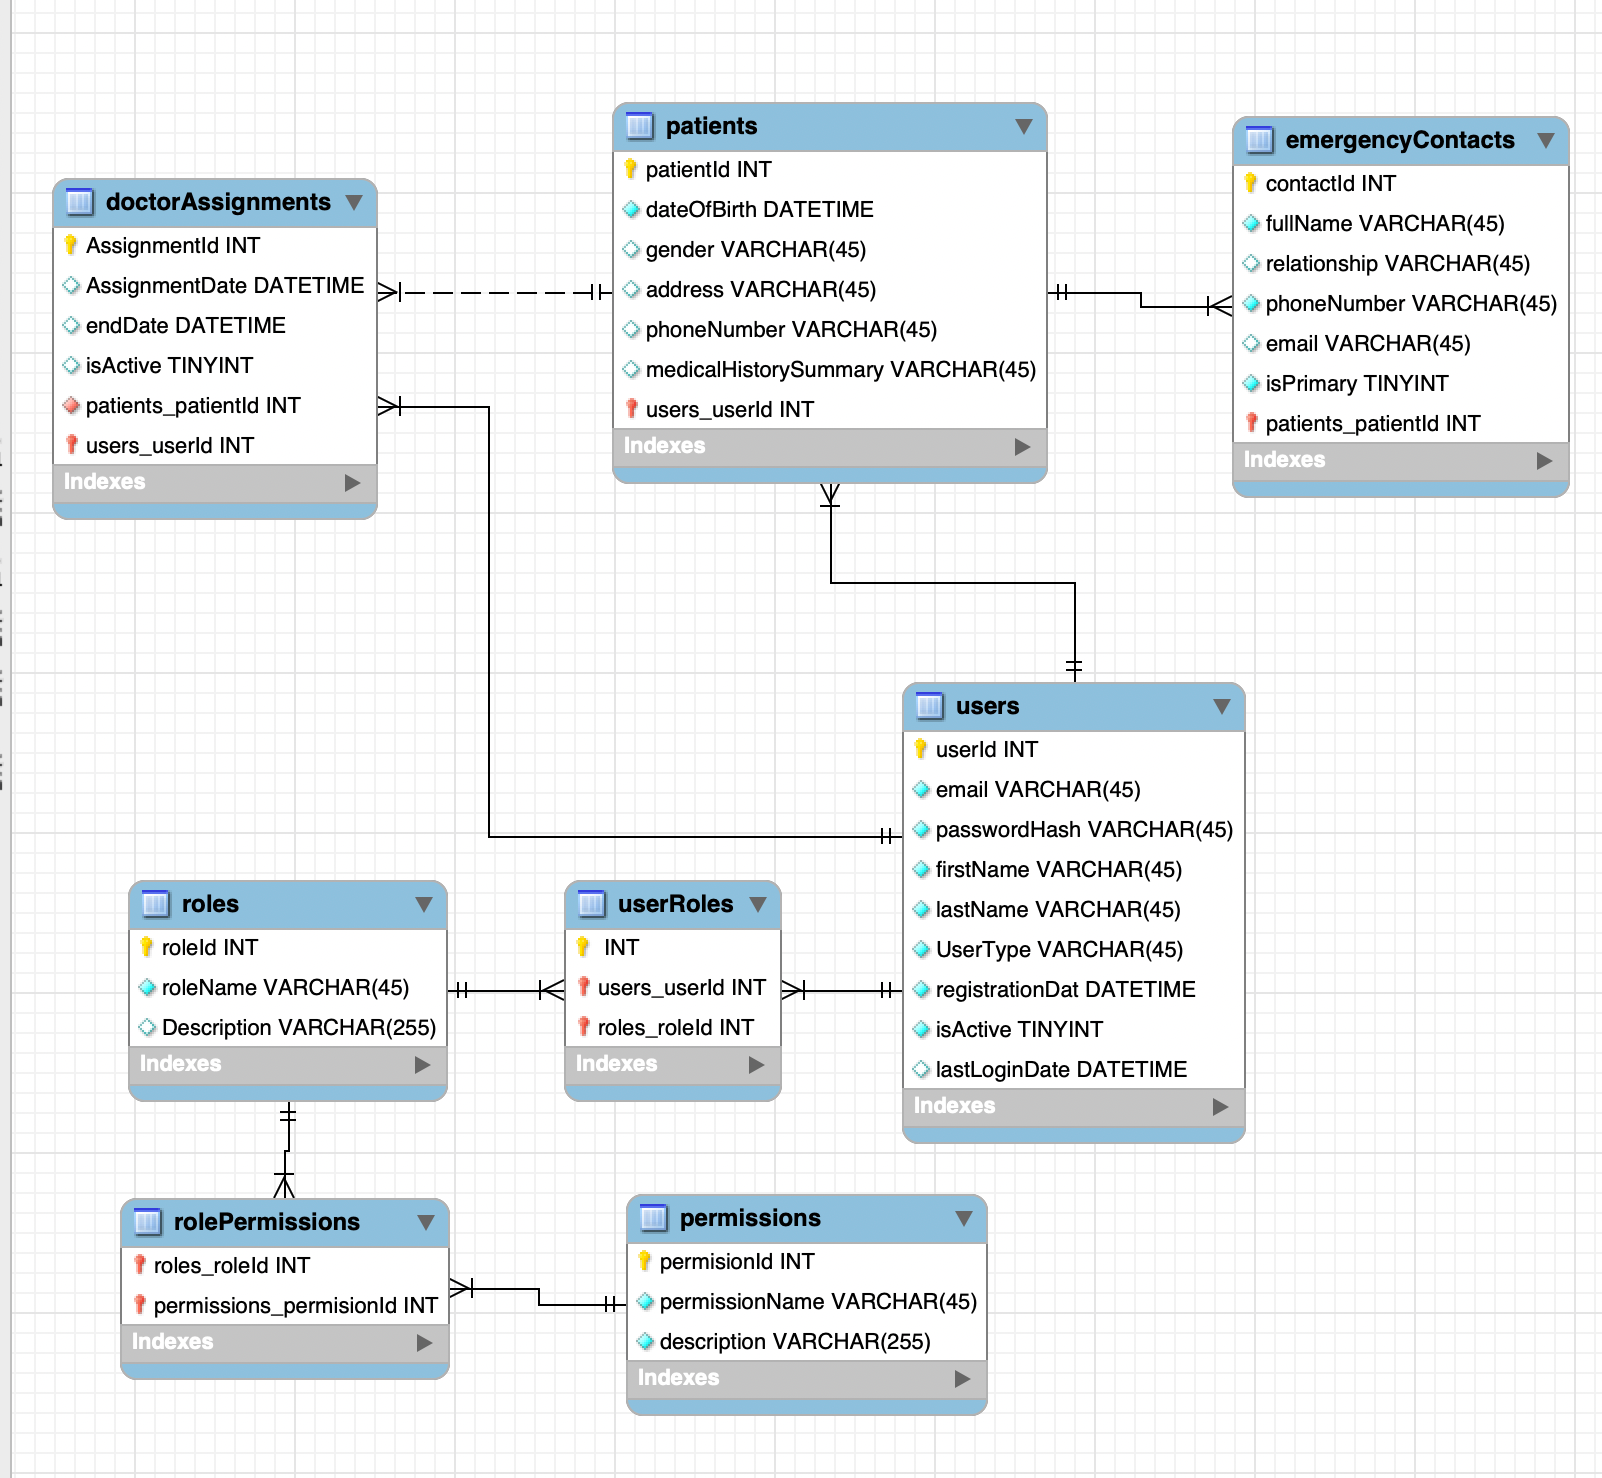 patients
patientId INT
dateOfBirth DATETIME
gender VARCHAR(45)
address VARCHAR(45)
phoneNumber VARCHAR(45)
medicalHistorySummary VARCHAR(45)
users_userId INT
Indexes
emergencyContacts
contactId INT
fullName VARCHAR(45)
relationship VARCHAR(45)
phoneNumber VARCHAR(45)
email VARCHAR(45)
isPrimary TINYINT
patients_patientId INT
Indexes
doctorAssignments
AssignmentId INT
AssignmentDate DATETIME
endDate DATETIME
isActive TINYINT
patients_patientId INT
users_userId INT
Indexes
users
userId INT
email VARCHAR(45)
passwordHash VARCHAR(45)
firstName VARCHAR(45)
lastName VARCHAR(45)
UserType VARCHAR(45)
registrationDat DATETIME
isActive TINYINT
lastLoginDate DATETIME
Indexes
roles
roleId INT
roleName VARCHAR(45)
Description VARCHAR(255)
Indexes
userRoles
INT
users_userId INT
roles_roleId INT
Indexes
rolePermissions
roles_roleId INT
permissions_permisionId INT
Indexes
permissions
permisionId INT
permissionName VARCHAR(45)
description VARCHAR(255)
Indexes